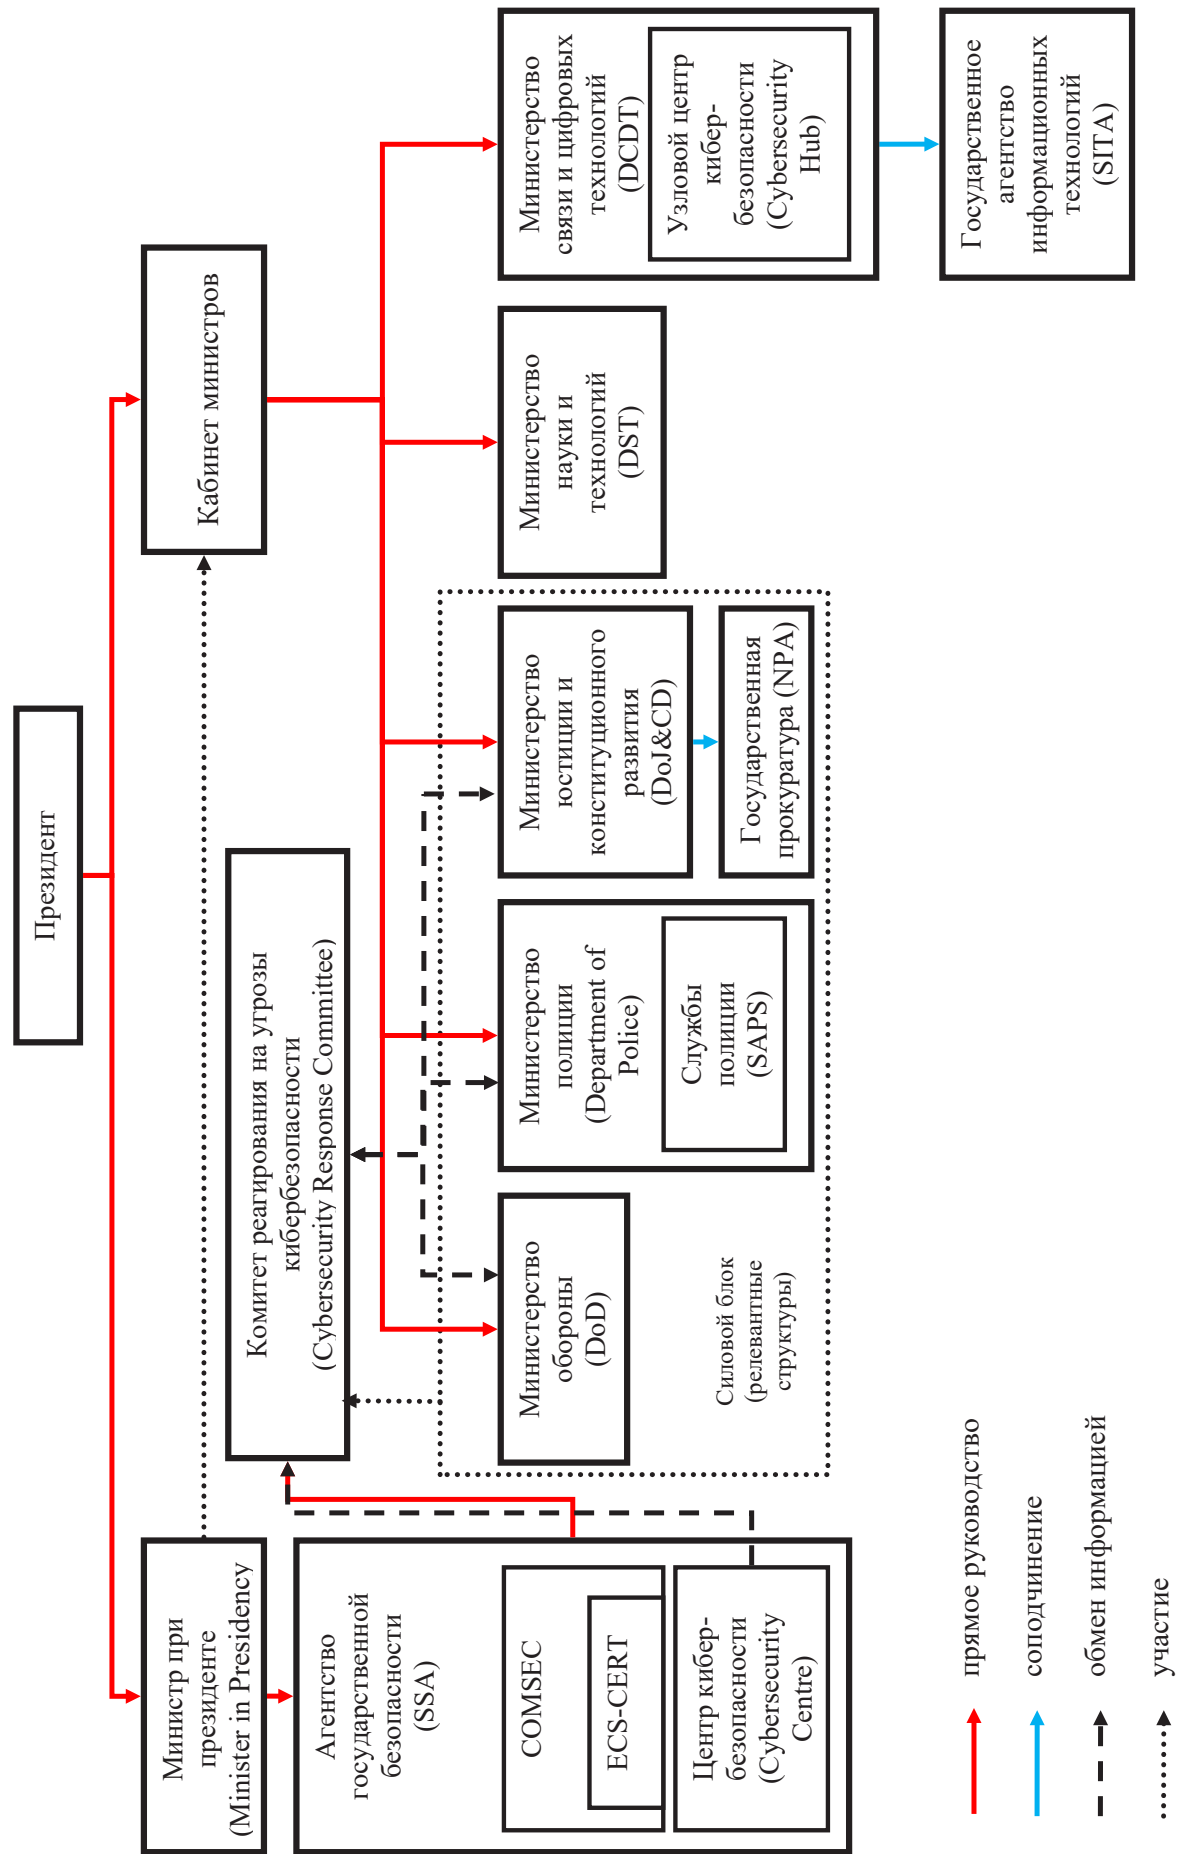 Президент
Министр при
президенте
(Minister in Presidency)
Кабинет министров
Комитет реагирования на угрозы
кибербезопасности
(Cybersecurity Response Committee)
Агентство
государственной
безопасности
(SSA)
COMSEC
ECS-CERT
Центр кибер-
безопасности
(Cybersecurity
Centre)
Министерство
обороны
(DoD)
Силовой блок
(релевантные
структуры)
Министерство
полиции
(Department of
Police)
Службы
полиции
(SAPS)
Министерство
юстиции и
конституционного
развития
(DoJ&CD)
Государственная
прокуратура (NPA)
Министерство
науки и
технологий
(DST)
Министерство
связи и цифровых
технологий
(DCDT)
Узловой центр
кибер-
безопасности
(Cybersecurity
Hub)
Государственное
агентство
информационных
технологий
(SITA)
прямое руководство
соподчинение
обмен информацией
участие